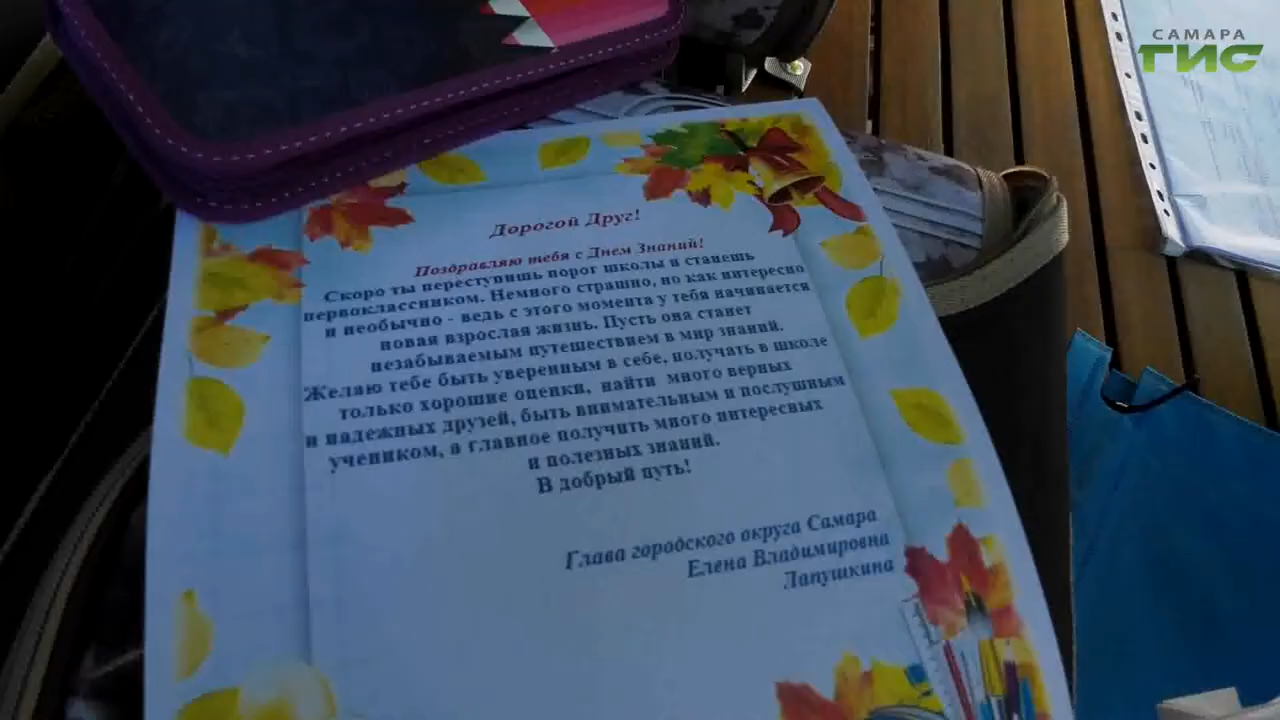 САМАРА
ГИС
Дорогой Друг!
Поздравляю тебя с Днем Знаний!
Скоро ты переступишь порог школы и станешь
первоклассником. Немного страшно, но как интересно
и необычно - ведь с этого момента у тебя начинается
новая взрослая жизнь. Пусть она станет
незабываемым путешествием в мир знаний.
Желаю тебе быть уверенным в себе, получать в школе
только хорошие оценки, найти много верных
и надежных друзей, быть внимательным и послушным
учеником, а главное получить много интересных
и полезных знаний.
В добрый путь!
Глава городского округа Самара
Елена Владимировна
Лапушкина